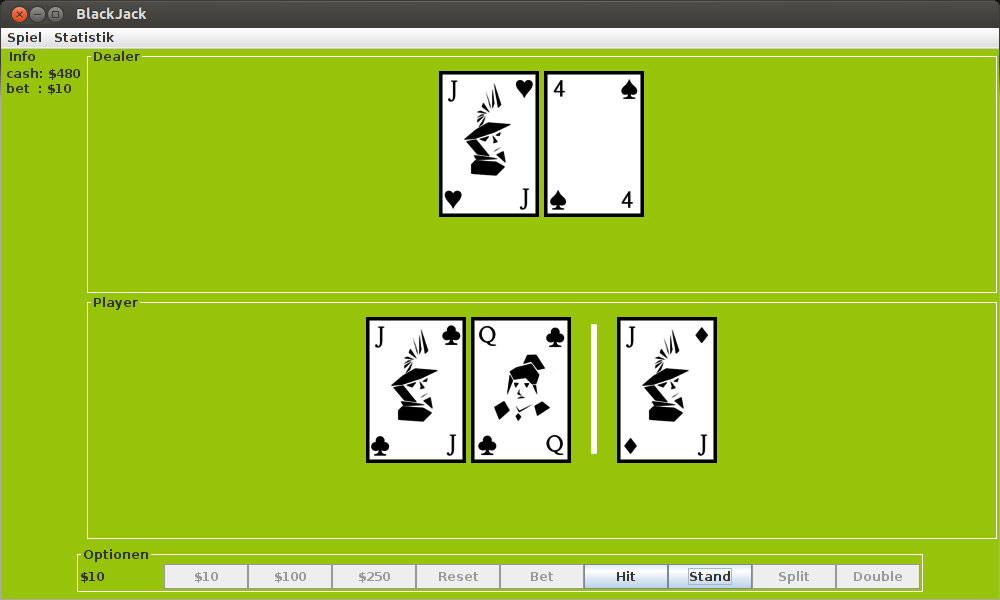 BlackJack
Spiel Statistik
Info
cash: $480
bet : $10
Dealer
J 4
J 4
Player
J Q J
J Q J
Optionen
$10 $10 $100 $250 Reset Bet Hit Stand Split Double